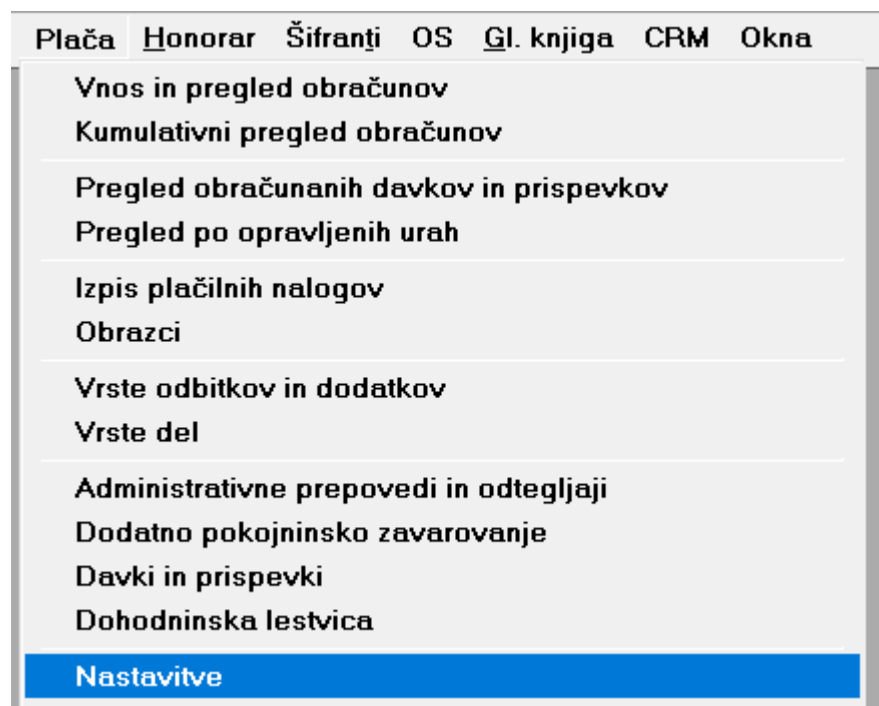 Plača Honorar Šifranti OS Gl. knjiga CRM Okna
Vnos in pregled obračunov
Kumulativni pregled obračunov
Pregled obračunanih davkov in prispevkov
Pregled po opravljenih urah
Izpis plačilnih nalogov
Obrazci
Vrste odbitkov in dodatkov
Vrste del
Administrativne prepovedi in odtegljaji
Dodatno pokojninsko zavarovanje
Davki in prispevki
Dohodninska lestvica
Nastavitve